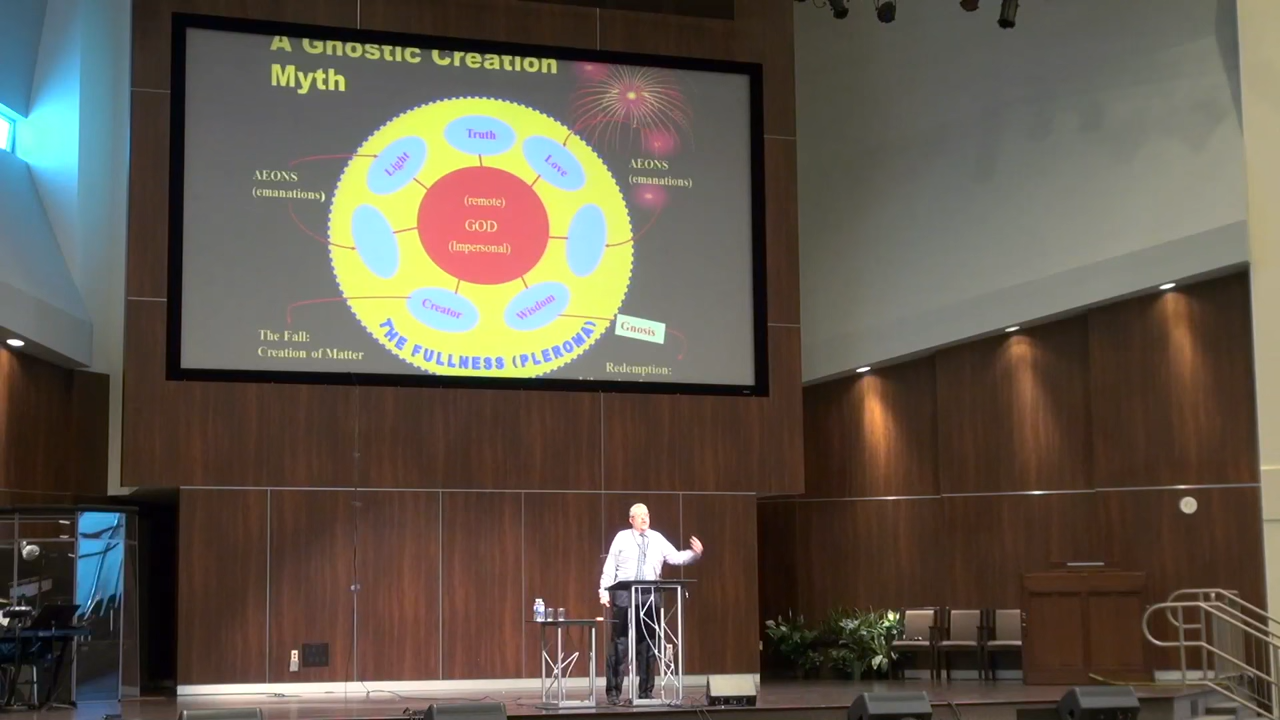 A Gnostic Creation
Myth
Truth
Light
Love
AEONS
(emanations)
AEONS
(emanations)
(remote)
GOD
(Impersonal)
Creator
Wisdom
Gnosis
The Fall:
Creation of Matter
THE FULLNESS (PLEROMA)
Redemption: